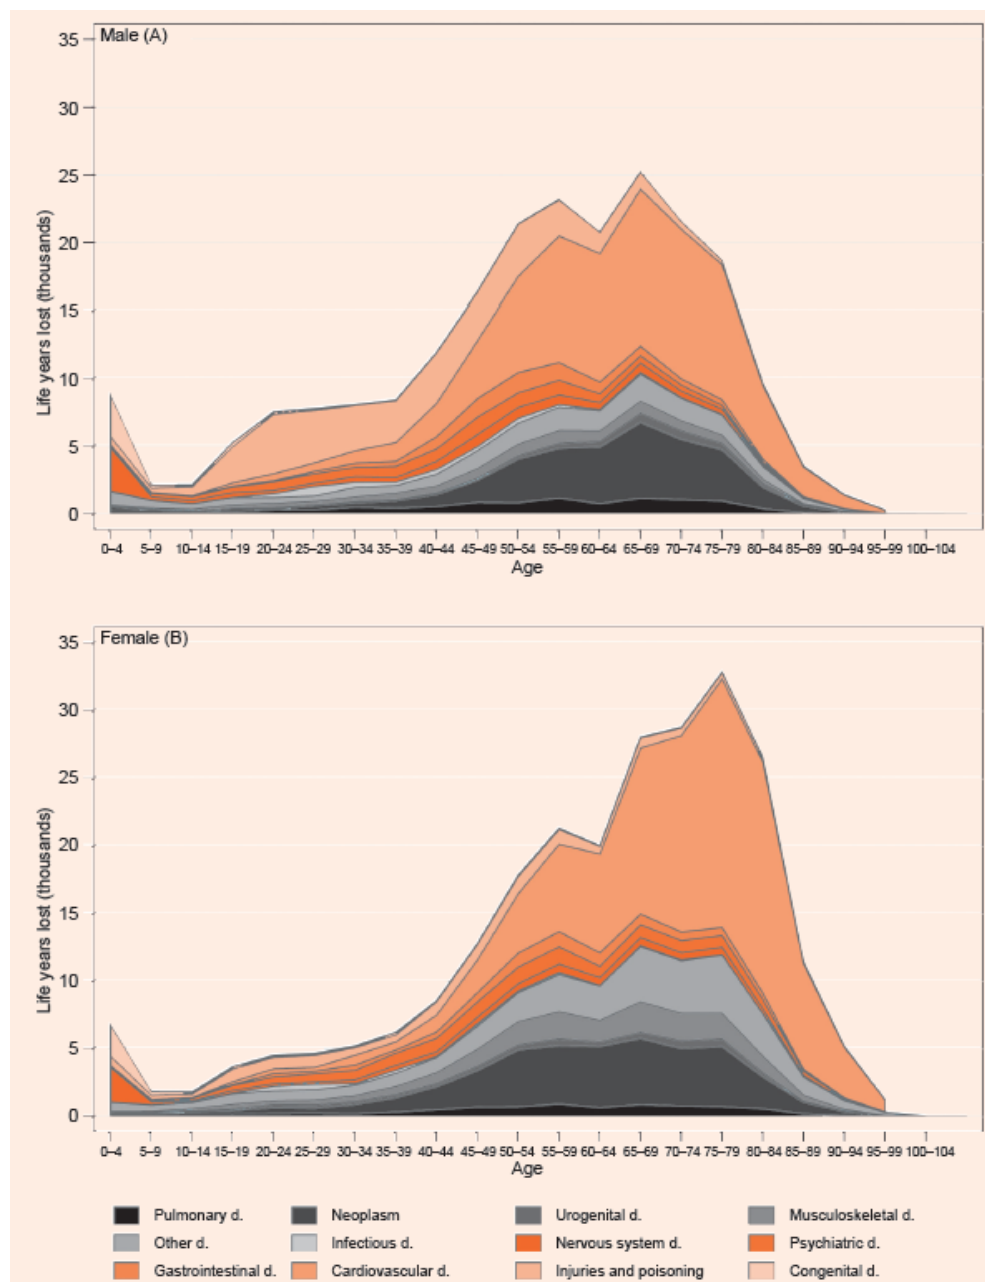 Male (A)
35
30
25
20
15
10
5
0
Life years lost (thousands)
0–4 5–9 10–14 15–19 20–24 25–29 30–34 35–39 40–44 45–49 50–54 55–59 60–64 65–69 70–74 75–79 80–84 85–89 90–94 95–99 100–104
Age
Female (B)
35
30
25
20
15
10
5
0
Life years lost (thousands)
0–4 5–9 10–14 15–19 20–24 25–29 30–34 35–39 40–44 45–49 50–54 55–59 60–64 65–69 70–74 75–79 80–84 85–89 90–94 95–99 100–104
Age
Pulmonary d. Neoplasm Urogenital d. Musculoskeletal d.
Other d. Infectious d. Nervous system d. Psychiatric d.
Gastrointestinal d. Cardiovascular d. Injuries and poisoning Congenital d.